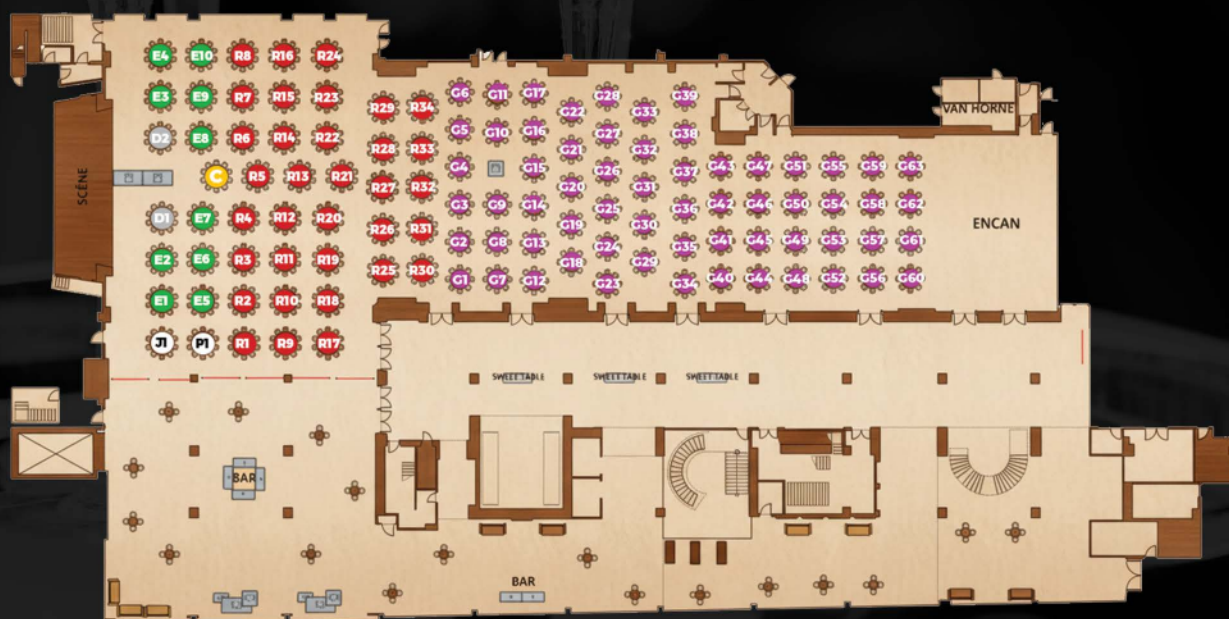 E4 E10 R8 R16 R24
E3 E9 R7 R15 R23
D2 E8 R6 R14 R22
C R5 R13 R21
D1 E7 R4 R12 R20
E2 E6 R3 R11 R19
E1 E5 R2 R10 R18
J1 P1 R1 R9 R17
SCÈNE
R29 R34
R28 R33
R27 R32
R26 R31
R25 R30
G6 G11 G17
G5 G10 G16
G4 G15
G3 G9 G14
G2 G8 G13
G1 G7 G12
G22 G28 G33 G39
G21 G27 G32 G38
G20 G26 G31 G37
G19 G25 G30 G36
G18 G24 G29 G35
G23 G34
G43 G47 G51 G55 G59 G63
G42 G46 G50 G54 G58 G62
G41 G45 G49 G53 G57 G61
G40 G44 G48 G52 G56 G60
VAN HORNE
ENCAN
SWEET TABLE SWEET TABLE SWEET TABLE
BAR
BAR